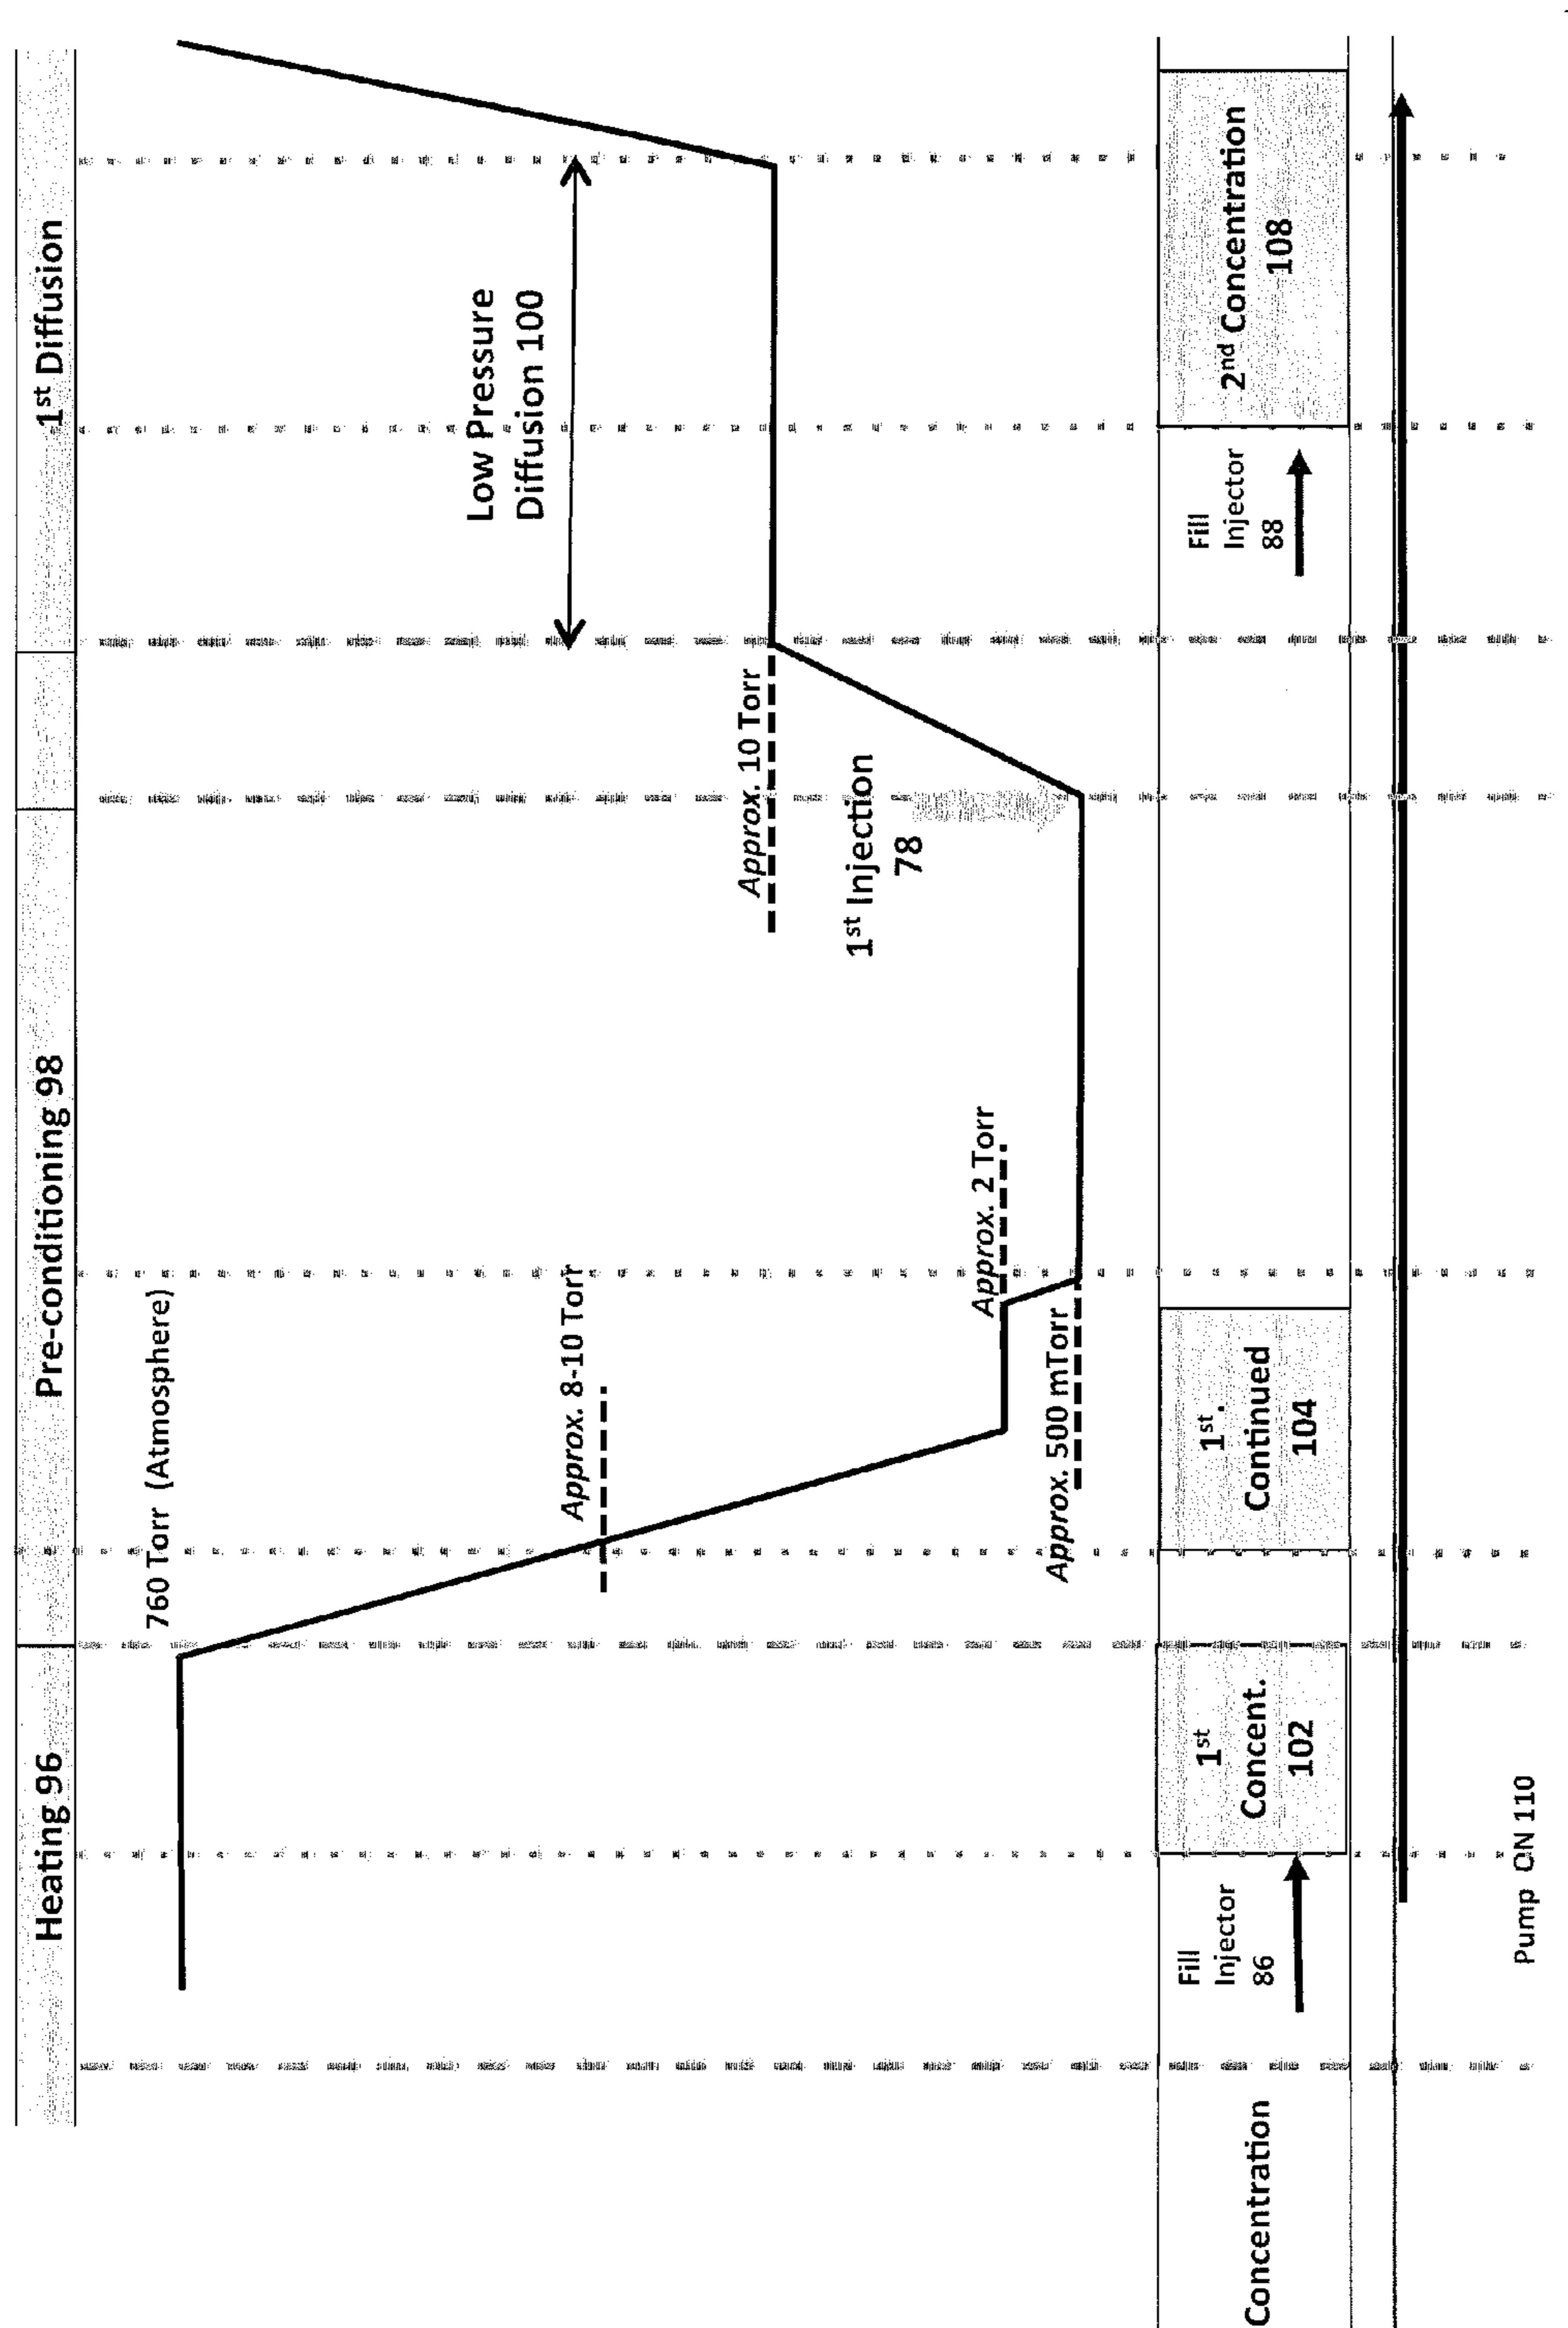 Heating 96
Pre-conditioning 98
1st Diffusion
760 Torr (Atmosphere)
Low Pressure
Diffusion 100
Approx. 8-10 Torr
Approx. 10 Torr
1st Injection
78
Approx. 2 Torr
Approx. 500 mTorr
Concentration
Fill
Injector
86
1st
Concent.
102
1st.
Continued
104
Fill
Injector
88
2nd Concentration
108
Pump ON 110